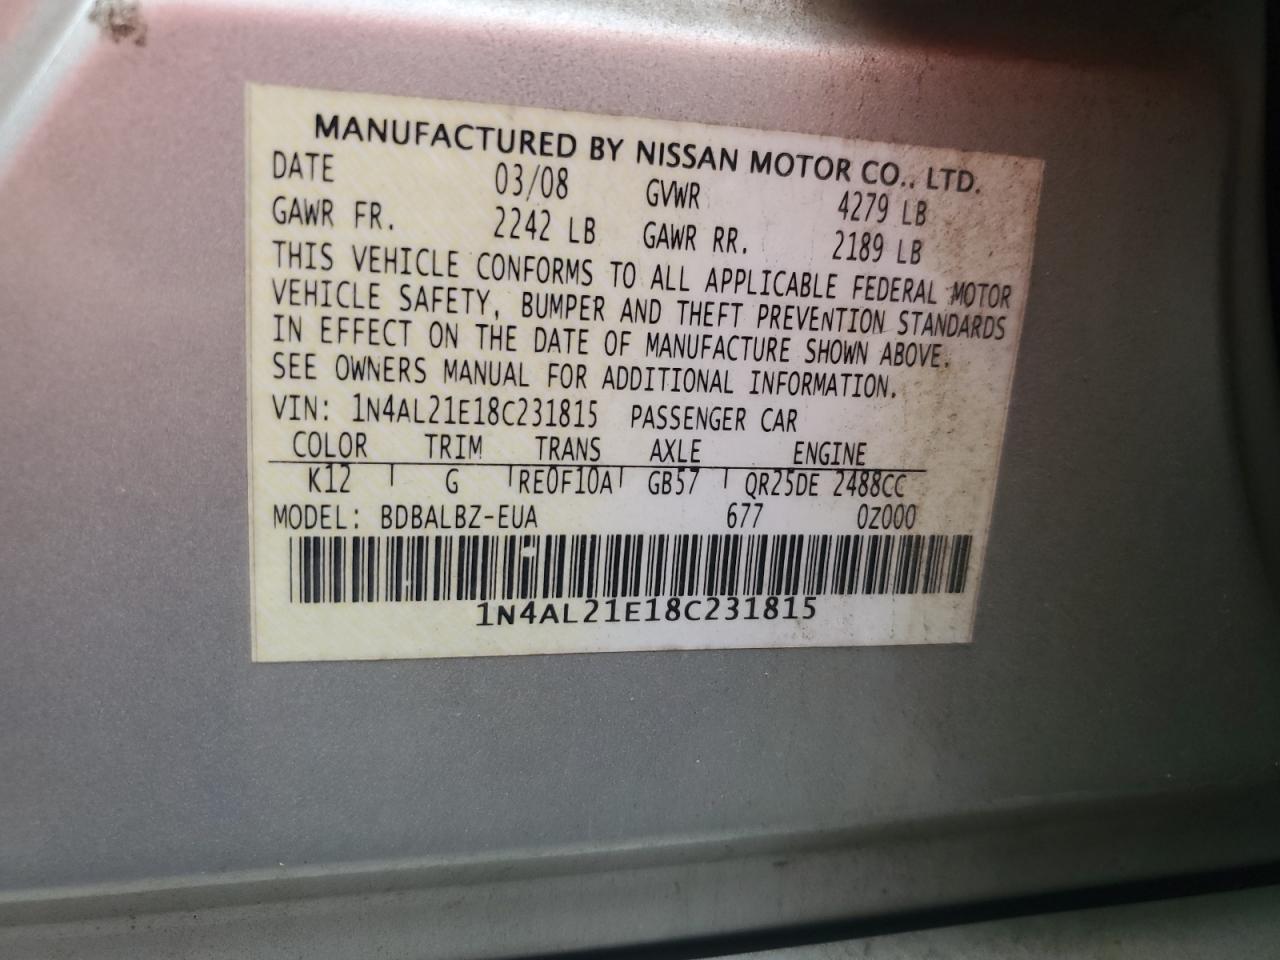 MANUFACTURED BY NISSAN MOTOR CO., LTD.
DATE 03/08 GVWR 4279 LB
GAWR FR. 2242 LB GAWR RR. 2189 LB
THIS VEHICLE CONFORMS TO ALL APPLICABLE FEDERAL MOTOR
VEHICLE SAFETY, BUMPER AND THEFT PREVENTION STANDARDS
IN EFFECT ON THE DATE OF MANUFACTURE SHOWN ABOVE.
SEE OWNERS MANUAL FOR ADDITIONAL INFORMATION.
VIN: 1N4AL21E18C231815 PASSENGER CAR
COLOR TRIM TRANS AXLE ENGINE
K12 G RE0F10A GB57 QR25DE 2488CC
MODEL: BDBALBZ-EUA 677 0Z000
1N4AL21E18C231815